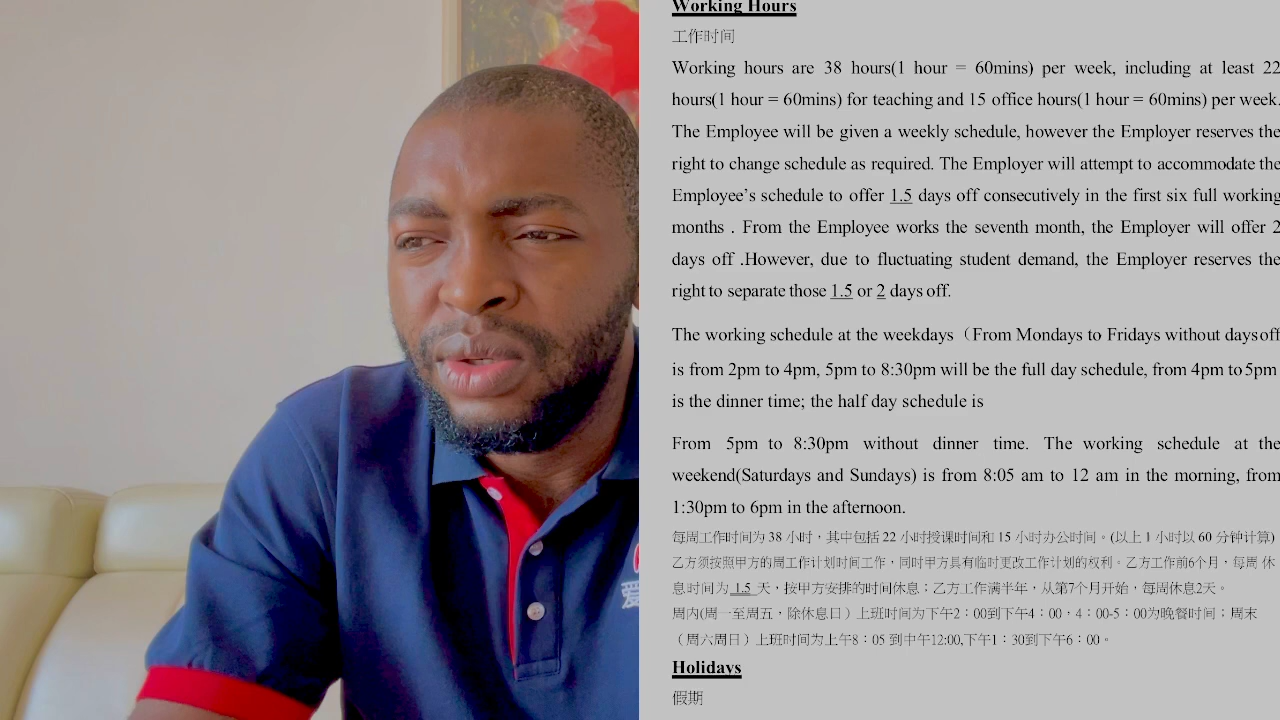 Working Hours
工作时间
Working hours are 38 hours(1 hour = 60mins) per week, including at least 22
hours(1 hour = 60mins) for teaching and 15 office hours(1 hour = 60mins) per week.
The Employee will be given a weekly schedule, however the Employer reserves the
right to change schedule as required. The Employer will attempt to accommodate the
Employee’s schedule to offer 1.5 days off consecutively in the first six full working
months . From the Employee works the seventh month, the Employer will offer 2
days off .However, due to fluctuating student demand, the Employer reserves the
right to separate those 1.5 or 2 days off.
The working schedule at the weekdays（From Mondays to Fridays without days off
is from 2pm to 4pm, 5pm to 8:30pm will be the full day schedule, from 4pm to 5pm
is the dinner time; the half day schedule is
From 5pm to 8:30pm without dinner time. The working schedule at the
weekend(Saturdays and Sundays) is from 8:05 am to 12 am in the morning, from
1:30pm to 6pm in the afternoon.
每周工作时间为 38 小时，其中包括 22 小时授课时间和 15 小时办公时间。(以上 1 小时以 60 分钟计算)
乙方须按照甲方的周工作计划时间工作，同时甲方具有临时更改工作计划的权利。乙方工作前6个月，每周 休
息时间为 1.5 天，按甲方安排的时间休息；乙方工作满半年，从第7个月开始，每周休息2天。
周内(周一至周五，除休息日）上班时间为下午2：00到下午4：00，4：00-5：00为晚餐时间；周末
（周六周日）上班时间为上午8：05 到中午12:00,下午1：30到下午6：00。
Holidays
假期